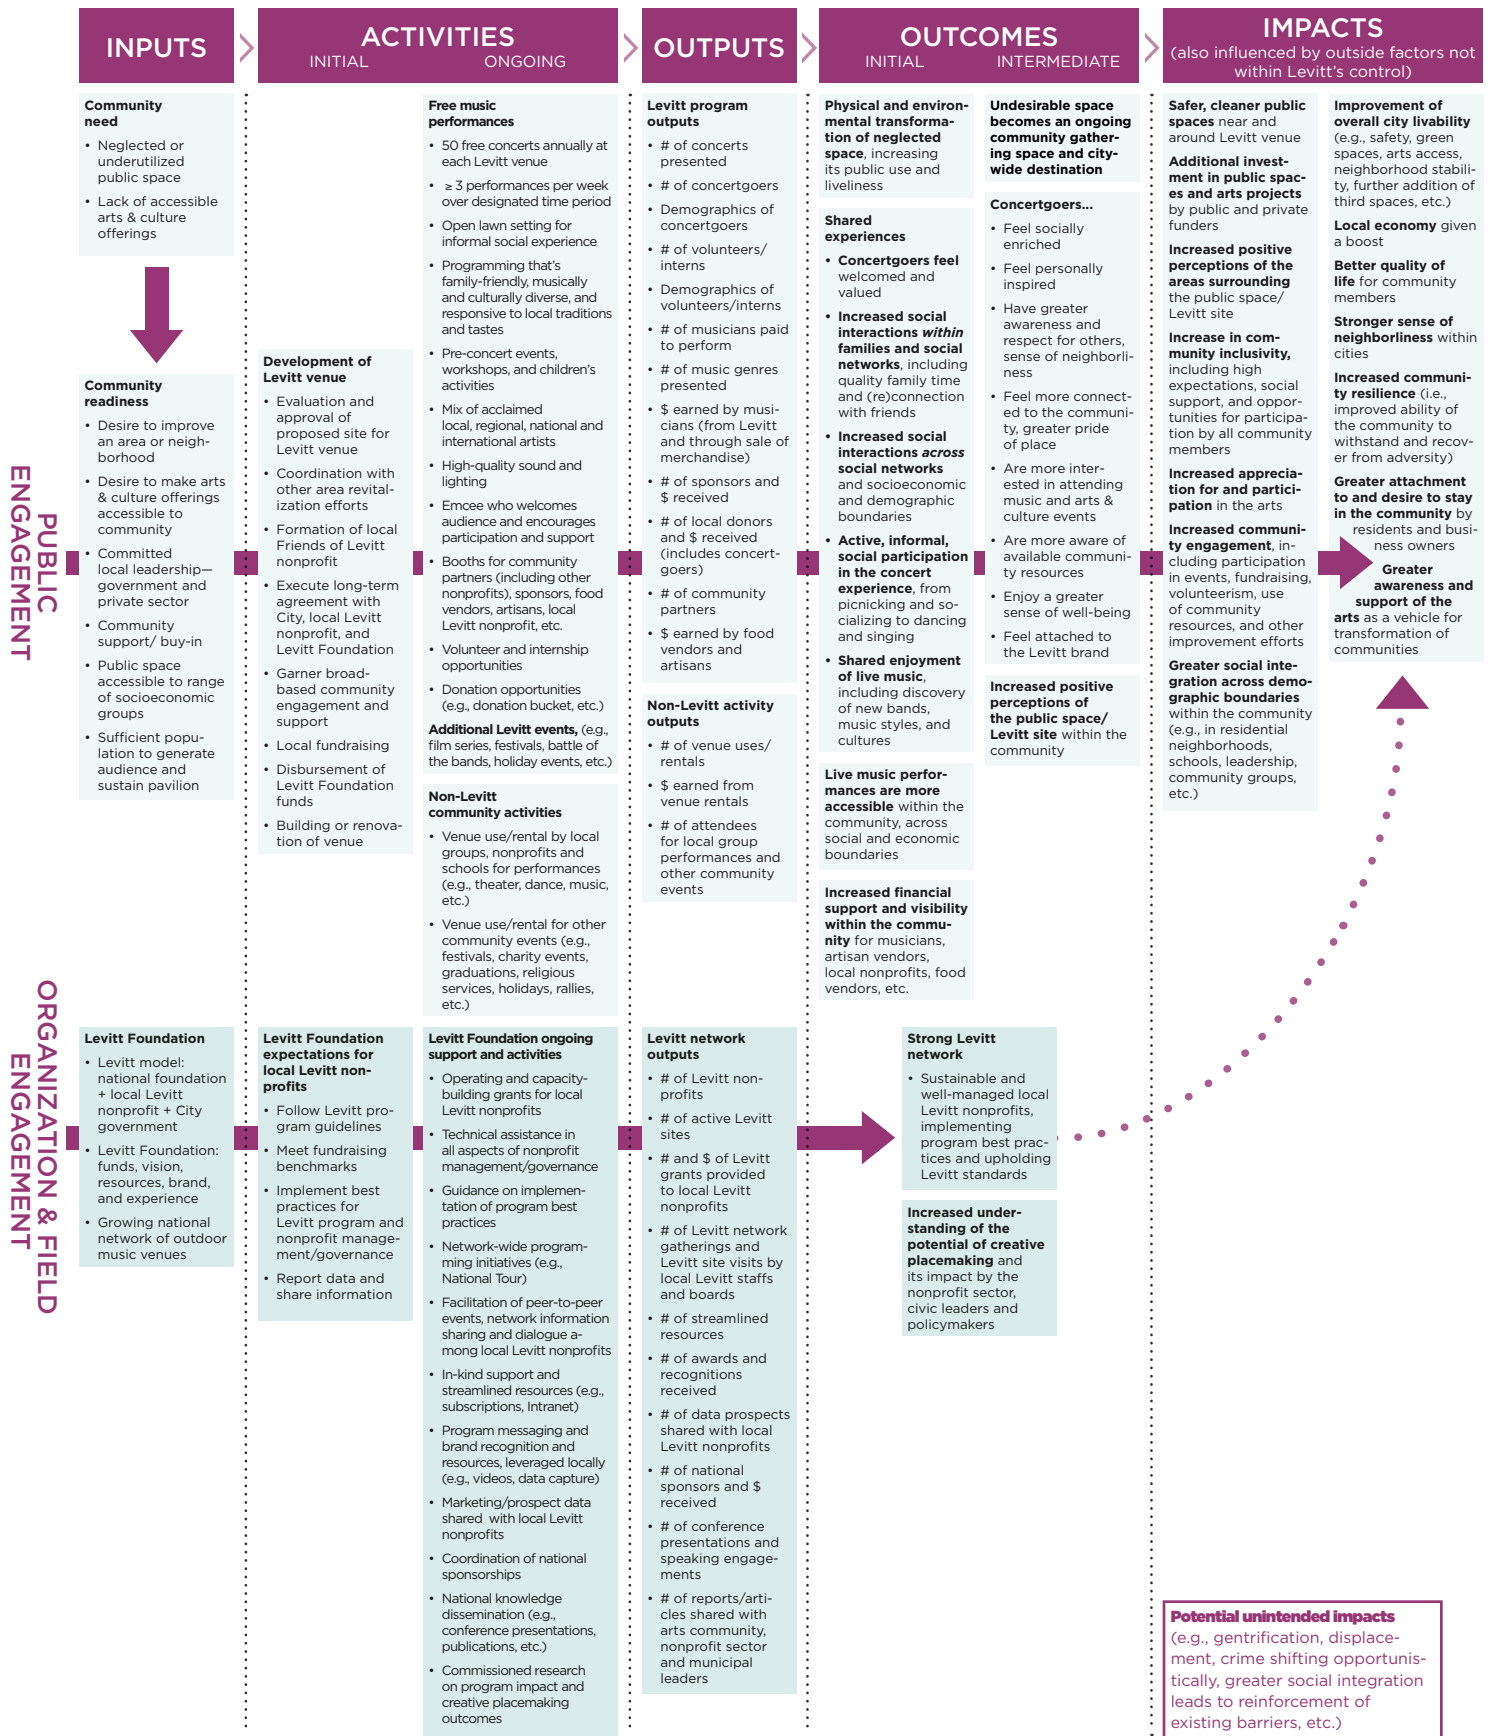 INPUTS
ACTIVITIES
INITIAL
ONGOING
OUTPUTS
OUTCOMES
INITIAL
INTERMEDIATE
IMPACTS
(also influenced by outside factors not
within Levitt’s control)
PUBLIC
ENGAGEMENT
Community
need
• Neglected or
underutilized
public space
• Lack of accessible
arts & culture
offerings
Community
readiness
• Desire to improve
an area or neigh-
borhood
• Desire to make arts
& culture offerings
accessible to
community
• Committed
local leadership—
government and
private sector
• Community
support/ buy-in
• Public space
accessible to range
of socioeconomic
groups
• Sufficient popu-
lation to generate
audience and
sustain pavilion
Development of
Levitt venue
• Evaluation and
approval of
proposed site for
Levitt venue
• Coordination with
other area revital-
ization efforts
• Formation of local
Friends of Levitt
nonprofit
• Execute long-term
agreement with
City, local Levitt
nonprofit, and
Levitt Foundation
• Garner broad-
based community
engagement and
support
• Local fundraising
• Disbursement of
Levitt Foundation
funds
• Building or renova-
tion of venue
Free music
performances
• 50 free concerts annually at
each Levitt venue
• ≥ 3 performances per week
over designated time period
• Open lawn setting for
informal social experience
• Programming that’s
family-friendly, musically
and culturally diverse, and
responsive to local traditions
and tastes
• Pre-concert events,
workshops, and children’s
activities
• Mix of acclaimed
local, regional, national and
international artists
• High-quality sound and
lighting
• Emcee who welcomes
audience and encourages
participation and support
• Booths for community
partners (including other
nonprofits), sponsors, food
vendors, artisans, local
Levitt nonprofit, etc.
• Volunteer and internship
opportunities
• Donation opportunities
(e.g., donation bucket, etc.)
Additional Levitt events, (e.g.,
film series, festivals, battle of
the bands, holiday events, etc.)
Non-Levitt
community activities
• Venue use/rental by local
groups, nonprofits and
schools for performances
(e.g., theater, dance, music,
etc.)
• Venue use/rental for other
community events (e.g.,
festivals, charity events,
graduations, religious
services, holidays, rallies,
etc.)
Levitt program
outputs
• # of concerts
presented
• # of concertgoers
• Demographics of
concertgoers
• # of volunteers/
interns
• Demographics of
volunteers/interns
• # of musicians paid
to perform
• # of music genres
presented
• $ earned by musi-
cians (from Levitt
and through sale of
merchandise)
• # of sponsors and
$ received
• # of local donors
and $ received
(includes concert-
goers)
• # of community
partners
• $ earned by food
vendors and
artisans
Non-Levitt activity
outputs
• # of venue uses/
rentals
• $ earned from
venue rentals
• # of attendees
for local group
performances and
other community
events
Physical and environ-
mental transforma-
tion of neglected
space, increasing
its public use and
liveliness
Shared
experiences
• Concertgoers feel
welcomed and
valued
• Increased social
interactions within
families and social
networks, including
quality family time
and (re)connection
with friends
• Increased social
interactions across
social networks
and socioeconomic
and demographic
boundaries
• Active, informal,
social participation
in the concert
experience, from
picnicking and so-
cializing to dancing
and singing
• Shared enjoyment
of live music,
including discovery
of new bands,
music styles, and
cultures
Live music perfor-
mances are more
accessible within the
community, across
social and economic
boundaries
Increased financial
support and visibility
within the commu-
nity for musicians,
artisan vendors,
local nonprofits, food
vendors, etc.
Undesirable space
becomes an ongoing
community gather-
ing space and city-
wide destination
Concertgoers...
• Feel socially
enriched
• Feel personally
inspired
• Have greater
awareness and
respect for others,
sense of neighborli-
ness
• Feel more connect-
ed to the communi-
ty, greater pride
of place
• Are more inter-
ested in attending
music and arts &
culture events
• Are more aware of
available communi-
ty resources
• Enjoy a greater
sense of well-being
• Feel attached to
the Levitt brand
Increased positive
perceptions of
the public space/
Levitt site within the
community
Safer, cleaner public
spaces near and
around Levitt venue
Additional invest-
ment in public spac-
es and arts projects
by public and private
funders
Increased positive
perceptions of the
areas surrounding
the public space/
Levitt site
Increase in com-
munity inclusivity,
including high
expectations, social
support, and oppor-
tunities for participa-
tion by all community
members
Increased apprecia-
tion for and partici-
pation in the arts
Increased communi-
ty engagement, in-
cluding participation
in events, fundraising,
volunteerism, use
of community
resources, and other
improvement efforts
Greater social inte-
gration across demo-
graphic boundaries
within the community
(e.g., in residential
neighborhoods,
schools, leadership,
community groups,
etc.)
Improvement of
overall city livability
(e.g., safety, green
spaces, arts access,
neighborhood stabili-
ty, further addition of
third spaces, etc.)
Local economy given
a boost
Better quality of
life for community
members
Stronger sense of
neighborliness within
cities
Increased communi-
ty resilience (i.e.,
improved ability of
the community to
withstand and recov-
er from adversity)
Greater attachment
to and desire to stay
in the community by
residents and busi-
ness owners
Greater
awareness and
support of the
arts as a vehicle for
transformation of
communities
ORGANIZATION & FIELD
ENGAGEMENT
Levitt Foundation
• Levitt model:
national foundation
+ local Levitt
nonprofit + City
government
• Levitt Foundation:
funds, vision,
resources, brand,
and experience
• Growing national
network of outdoor
music venues
Levitt Foundation
expectations for
local Levitt non-
profits
• Follow Levitt pro-
gram guidelines
• Meet fundraising
benchmarks
• Implement best
practices for
Levitt program and
nonprofit manage-
ment/governance
• Report data and
share information
Levitt Foundation ongoing
support and activities
• Operating and capacity-
building grants for local
Levitt nonprofits
• Technical assistance in
all aspects of nonprofit
management/governance
• Guidance on implemen-
tation of program best
practices
• Network-wide program-
ming initiatives (e.g.,
National Tour)
• Facilitation of peer-to-peer
events, network information
sharing and dialogue a-
mong local Levitt nonprofits
• In-kind support and
streamlined resources (e.g.,
subscriptions, Intranet)
• Program messaging and
brand recognition and
resources, leveraged locally
(e.g., videos, data capture)
• Marketing/prospect data
shared with local Levitt
nonprofits
• Coordination of national
sponsorships
• National knowledge
dissemination (e.g.,
conference presentations,
publications, etc.)
• Commissioned research
on program impact and
creative placemaking
outcomes
Levitt network
outputs
• # of Levitt non-
profits
• # of active Levitt
sites
• # and $ of Levitt
grants provided
to local Levitt
nonprofits
• # of Levitt network
gatherings and
Levitt site visits by
local Levitt staffs
and boards
• # of streamlined
resources
• # of awards and
recognitions
received
• # of data prospects
shared with local
Levitt nonprofits
• # of national
sponsors and $
received
• # of conference
presentations and
speaking engage-
ments
• # of reports/arti-
cles shared with
arts community,
nonprofit sector
and municipal
leaders
Strong Levitt
network
• Sustainable and
well-managed local
Levitt nonprofits,
implementing
program best prac-
tices and upholding
Levitt standards
Increased under-
standing of the
potential of creative
placemaking and
its impact by the
nonprofit sector,
civic leaders and
policymakers
Potential unintended impacts
(e.g., gentrification, displace-
ment, crime shifting opportunis-
tically, greater social integration
leads to reinforcement of
existing barriers, etc.)